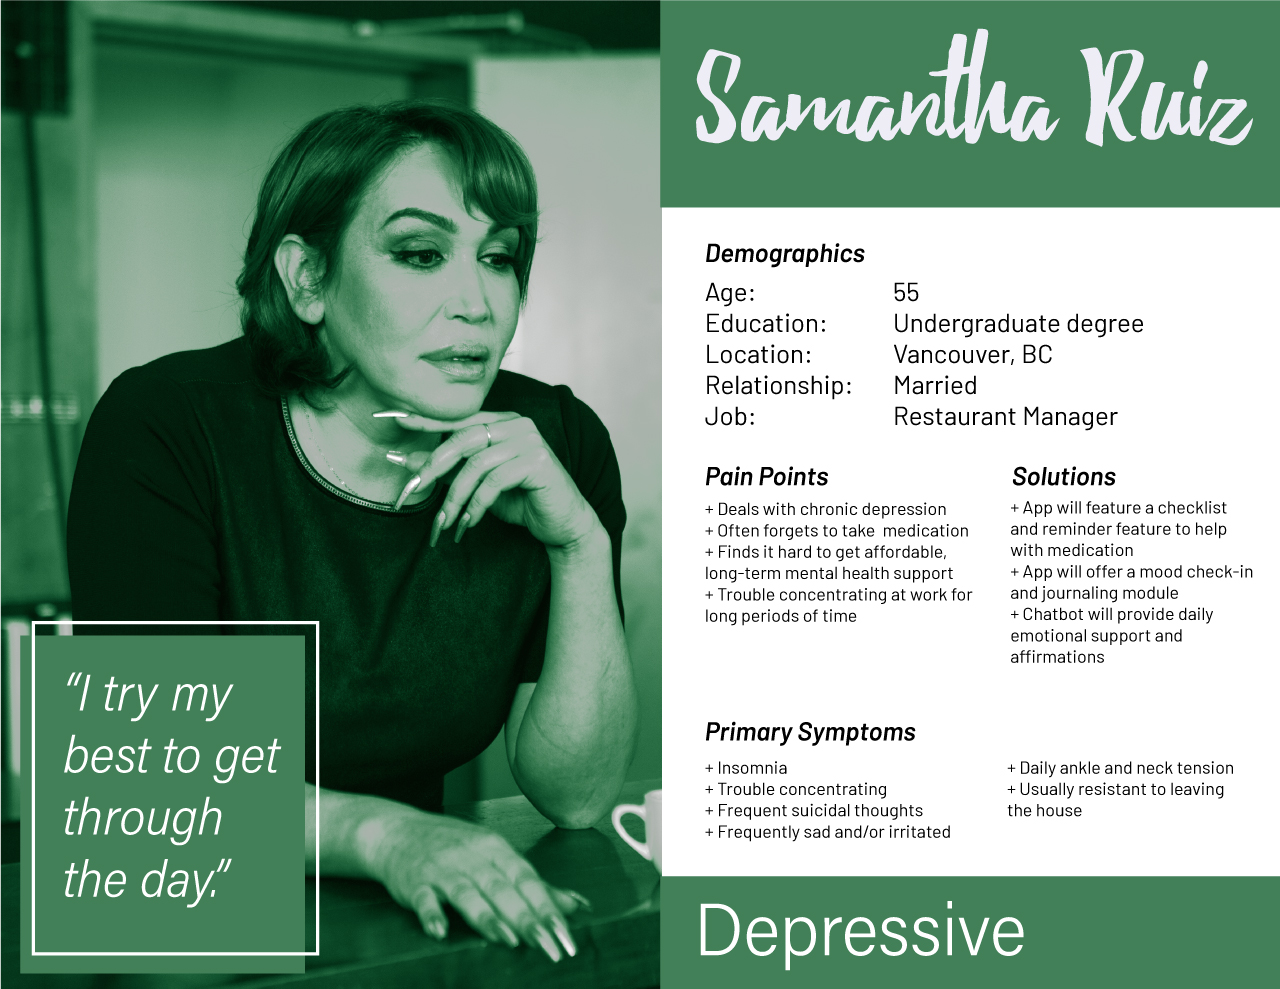 Samantha Ruiz
Demographics
Age: 55
Education: Undergraduate degree
Location: Vancouver, BC
Relationship: Married
Job: Restaurant Manager
Pain Points
+ Deals with chronic depression
+ Often forgets to take  medication
+ Finds it hard to get affordable,
long-term mental health support
+ Trouble concentrating at work for
long periods of time
Solutions
+ App will feature a checklist
and reminder feature to help
with medication
+ App will offer a mood check-in
and journaling module
+ Chatbot will provide daily
emotional support and
affirmations
Primary Symptoms
+ Insomnia
+ Trouble concentrating
+ Frequent suicidal thoughts
+ Frequently sad and/or irritated
+ Daily ankle and neck tension
+ Usually resistant to leaving
the house
“I try my
best to get
through
the day.”
Depressive